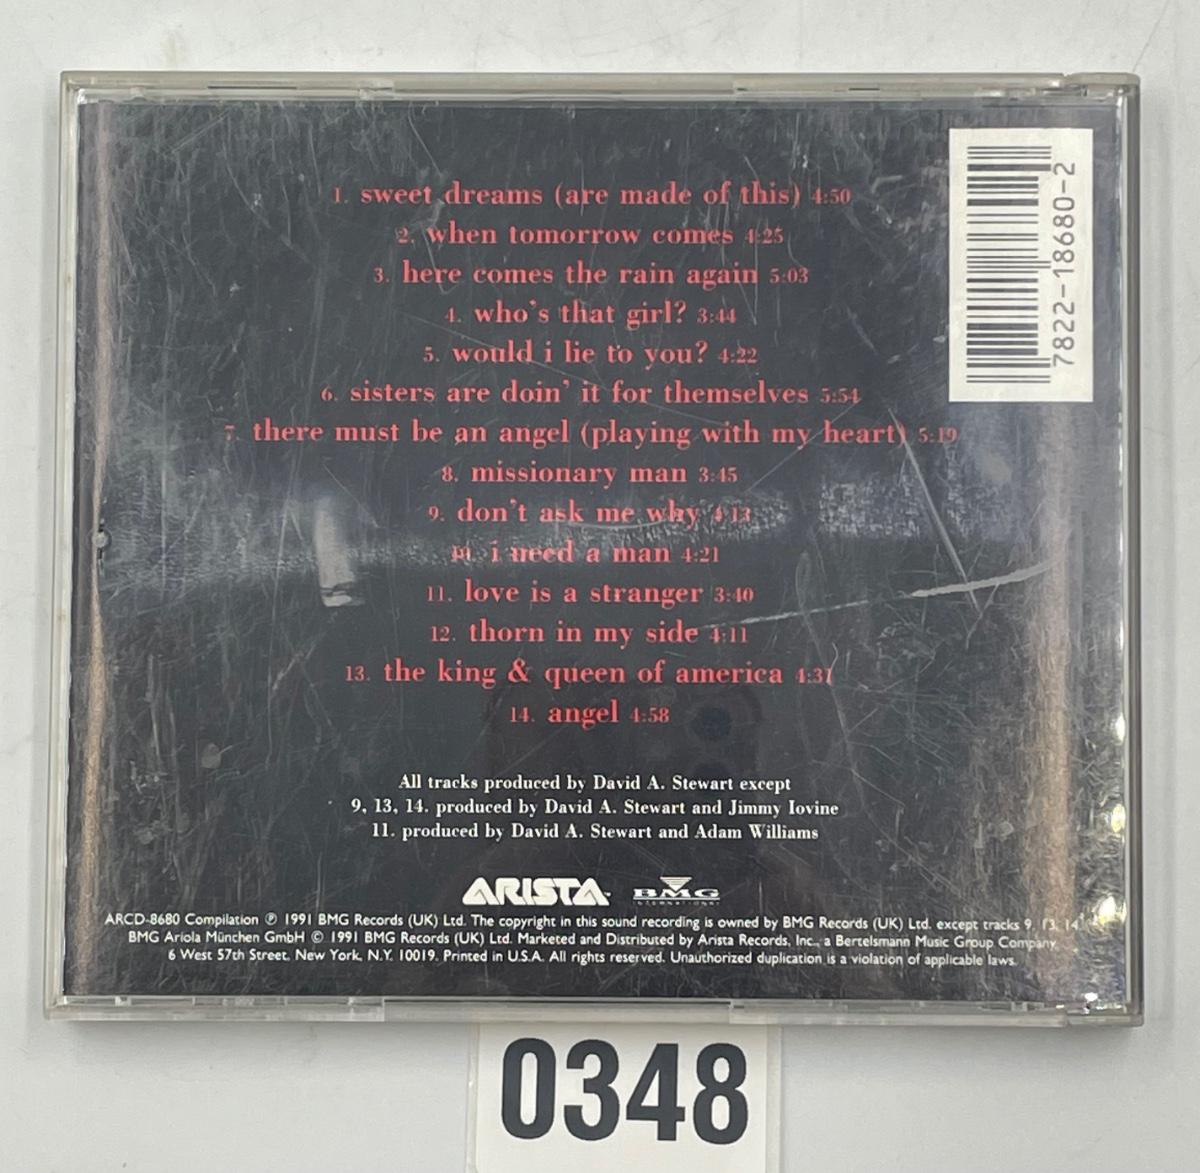 1. sweet dreams (are made of this) 4:50
2. when tomorrow comes 4:25
3. here comes the rain again 5:03
4. who's that girl? 3:44
5. would i lie to you? 4:22
6. sisters are doin' it for themselves 5:54
7. there must be an angel (playing with my heart) 5:19
8. missionary man 3:45
9. don't ask me why 4:13
10. i need a man 4:21
11. love is a stranger 3:40
12. thorn in my side 4:11
13. the king & queen of america 4:31
14. angel 4:58
7822-18680-2
All tracks produced by David A. Stewart except
9, 13, 14. produced by David A. Stewart and Jimmy Iovine
11. produced by David A. Stewart and Adam Williams
ARISTA BMG
INTERNATIONAL
ARCD-8680 Compilation ℗ 1991 BMG Records (UK) Ltd. The copyright in this sound recording is owned by BMG Records (UK) Ltd. except tracks 9, 13, 14
BMG Ariola München GmbH © 1991 BMG Records (UK) Ltd. Marketed and Distributed by Arista Records, Inc., a Bertelsmann Music Group Company,
6 West 57th Street, New York, N.Y. 10019. Printed in U.S.A. All rights reserved. Unauthorized duplication is a violation of applicable laws.
0348